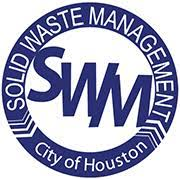 SOLID WASTE MANAGEMENT
SWM
City of Houston